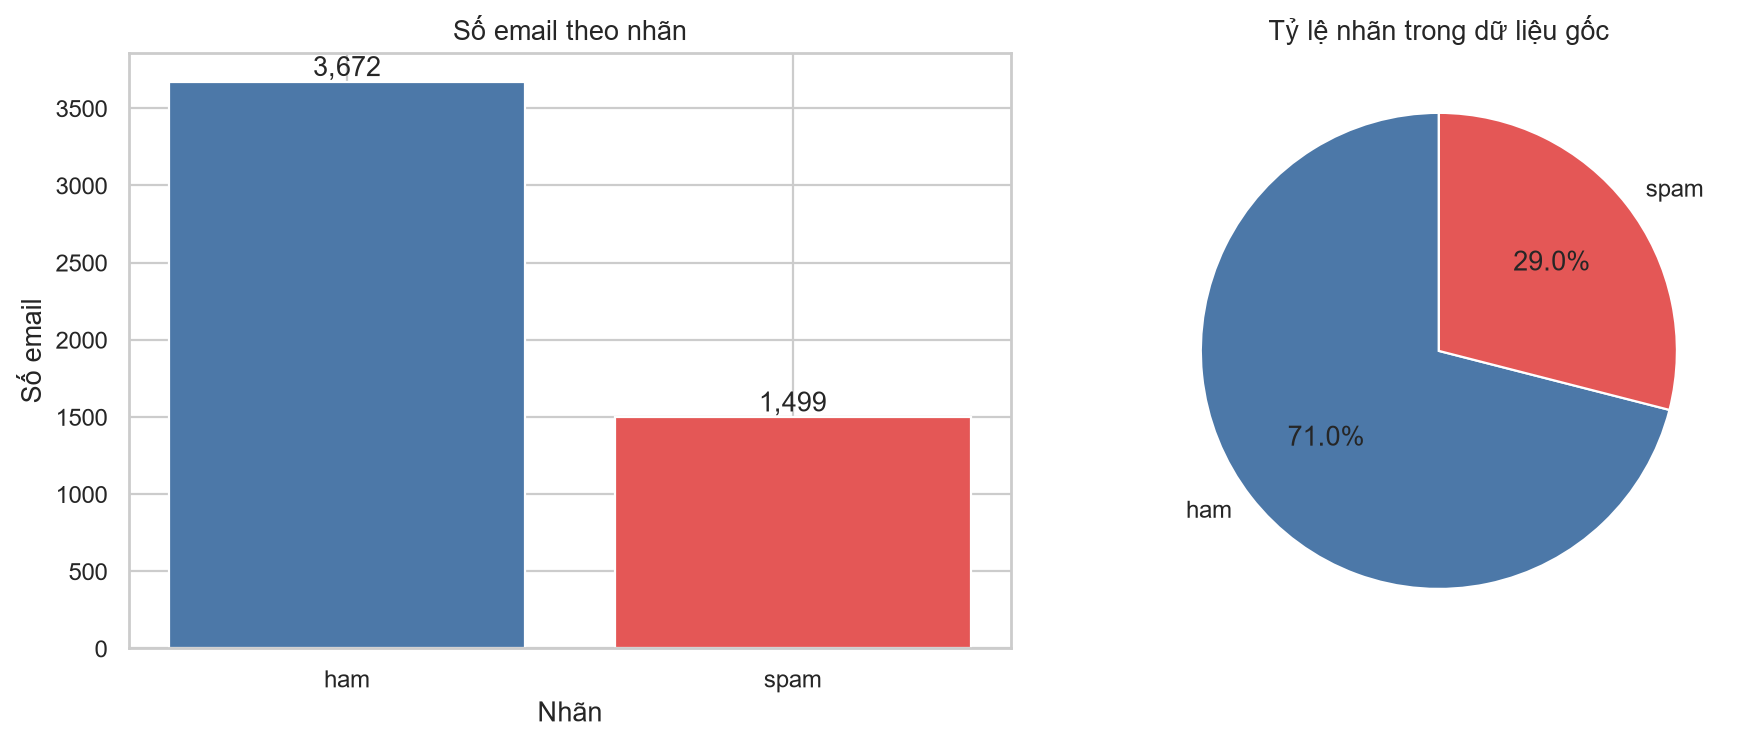 Số email theo nhãn
3,672
1,499
3500
3000
2500
2000
1500
1000
500
0
Số email
ham
spam
Nhãn
Tỷ lệ nhãn trong dữ liệu gốc
spam
29.0%
71.0%
ham